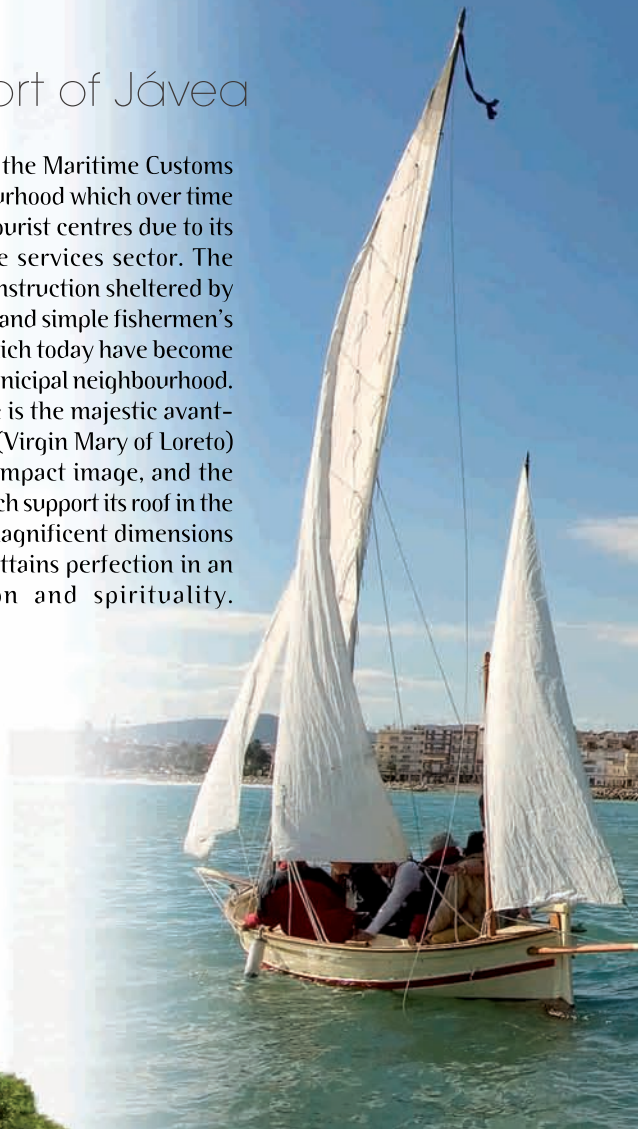 ort of Jávea
the Maritime Customs
urhood which over time
ourist centres due to its
e services sector. The
nstruction sheltered by
and simple fishermen's
ich today have become
nicipal neighbourhood.
is the majestic avant-
(Virgin Mary of Loreto)
mpact image, and the
ch support its roof in the
agnificent dimensions
ttains perfection in an
on and spirituality.